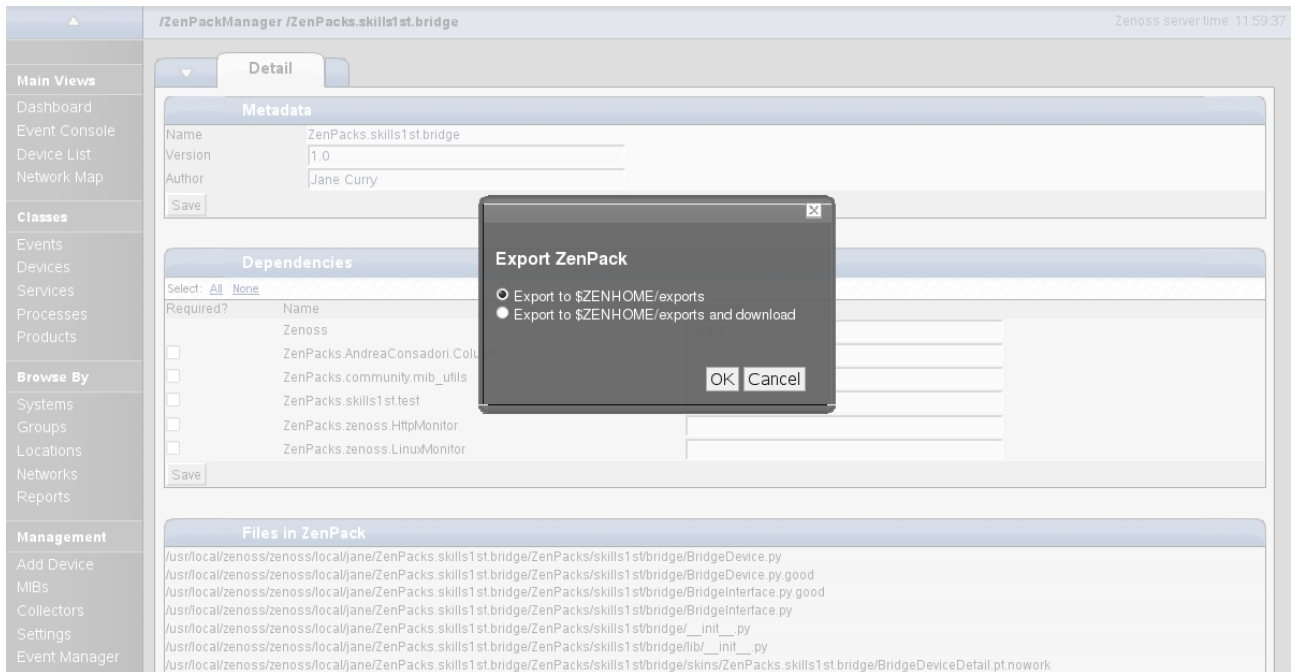 /ZenPackManager /ZenPacks.skills1st.bridge
Zenoss server time: 11:59:37
Main Views
Dashboard
Event Console
Device List
Network Map
Classes
Events
Devices
Services
Processes
Products
Browse By
Systems
Groups
Locations
Networks
Reports
Management
Add Device
MIBs
Collectors
Settings
Event Manager
Detail
Metadata
Name ZenPacks.skills1st.bridge
Version 1.0
Author Jane Curry
Save
Dependencies
Select: All None
Required? Name
Zenoss
ZenPacks.AndreaConsadori.Colu
ZenPacks.community.mib_utils
ZenPacks.skills1st.test
ZenPacks.zenoss.HttpMonitor
ZenPacks.zenoss.LinuxMonitor
Save
Export ZenPack
Export to $ZENHOME/exports
Export to $ZENHOME/exports and download
OK Cancel
Files in ZenPack
/usr/local/zenoss/zenoss/local/jane/ZenPacks.skills1st.bridge/ZenPacks/skills1st/bridge/BridgeDevice.py
/usr/local/zenoss/zenoss/local/jane/ZenPacks.skills1st.bridge/ZenPacks/skills1st/bridge/BridgeDevice.py.good
/usr/local/zenoss/zenoss/local/jane/ZenPacks.skills1st.bridge/ZenPacks/skills1st/bridge/BridgeInterface.py.good
/usr/local/zenoss/zenoss/local/jane/ZenPacks.skills1st.bridge/ZenPacks/skills1st/bridge/BridgeInterface.py
/usr/local/zenoss/zenoss/local/jane/ZenPacks.skills1st.bridge/ZenPacks/skills1st/bridge/__init__.py
/usr/local/zenoss/zenoss/local/jane/ZenPacks.skills1st.bridge/ZenPacks/skills1st/bridge/lib/__init__.py
/usr/local/zenoss/zenoss/local/jane/ZenPacks.skills1st.bridge/ZenPacks/skills1st/bridge/skins/ZenPacks.skills1st.bridge/BridgeDeviceDetail.pt.nowork